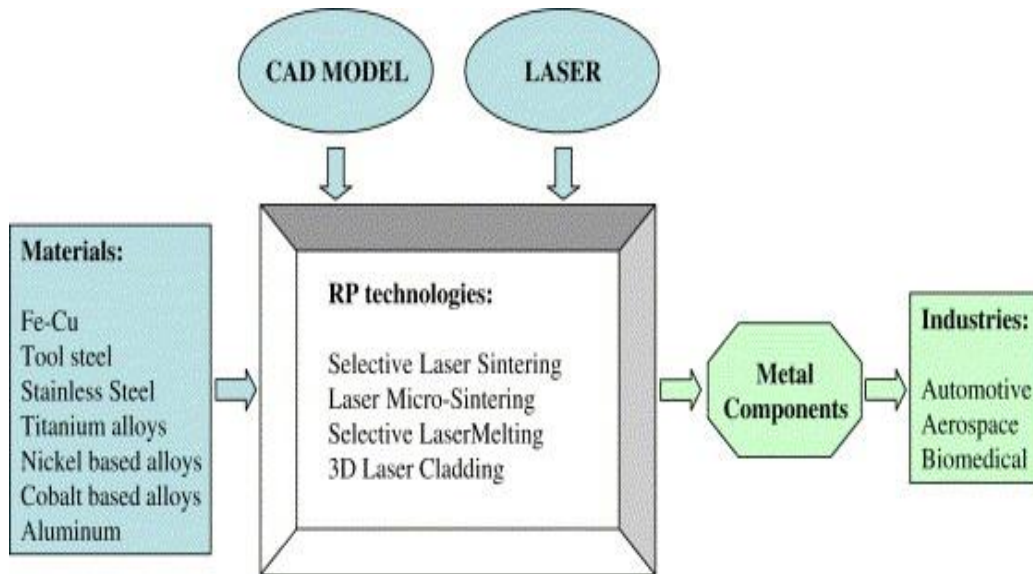 CAD MODEL
LASER
Materials:
Fe-Cu
Tool steel
Stainless Steel
Titanium alloys
Nickel based alloys
Cobalt based alloys
Aluminum
RP technologies:
Selective Laser Sintering
Laser Micro-Sintering
Selective LaserMelting
3D Laser Cladding
Metal
Components
Industries:
Automotive
Aerospace
Biomedical